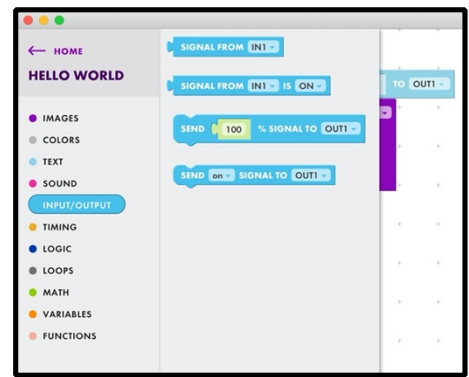 ← HOME
HELLO WORLD
IMAGES
COLORS
TEXT
SOUND
INPUT/OUTPUT
TIMING
LOGIC
LOOPS
MATH
VARIABLES
FUNCTIONS
SIGNAL FROM IN1
SIGNAL FROM IN1 IS ON
SEND 100 % SIGNAL TO OUT1
SEND on SIGNAL TO OUT1
TO OUT1